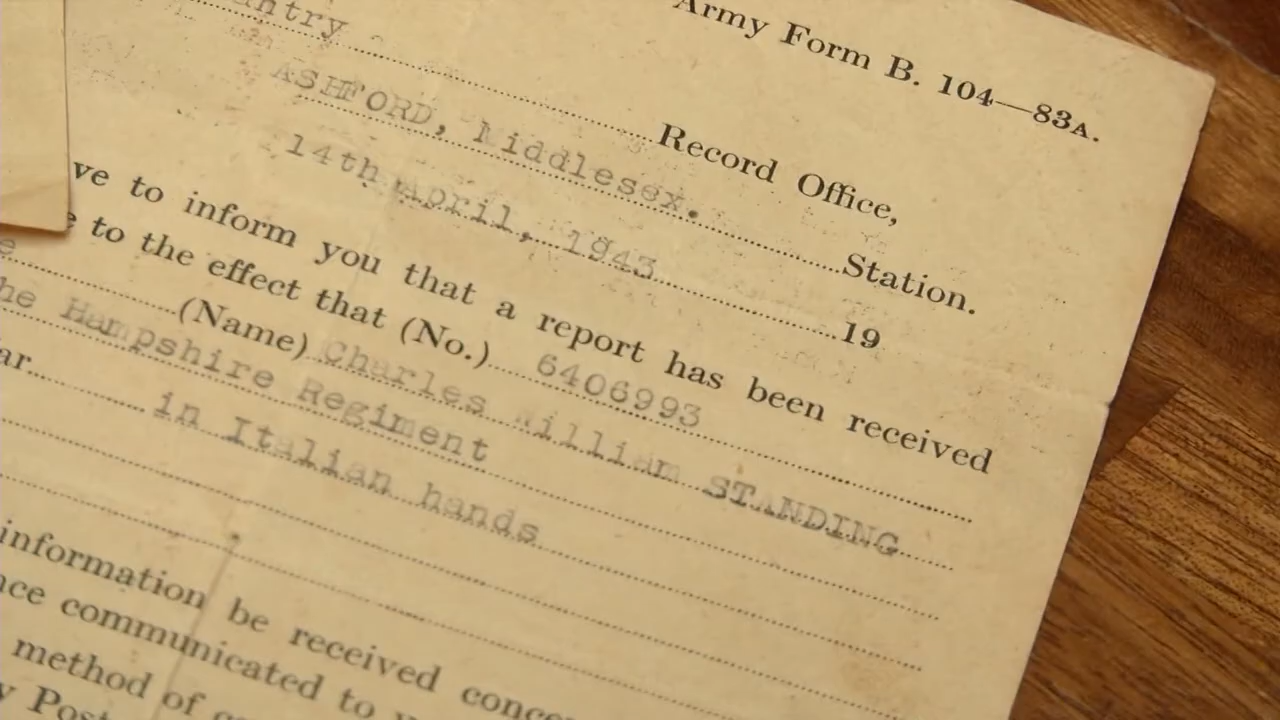 Army Form B. 104—83A.
ntry Record Office,
ASHFORD, Middlesex. Station.
14th April, 1943 19
ve to inform you that a report has been received
e to the effect that (No.) 6406993
e (Name) Charles William STANDING
he Hampshire Regiment
ar in Italian hands
information be received conce
nce communicated to
method of
y Post